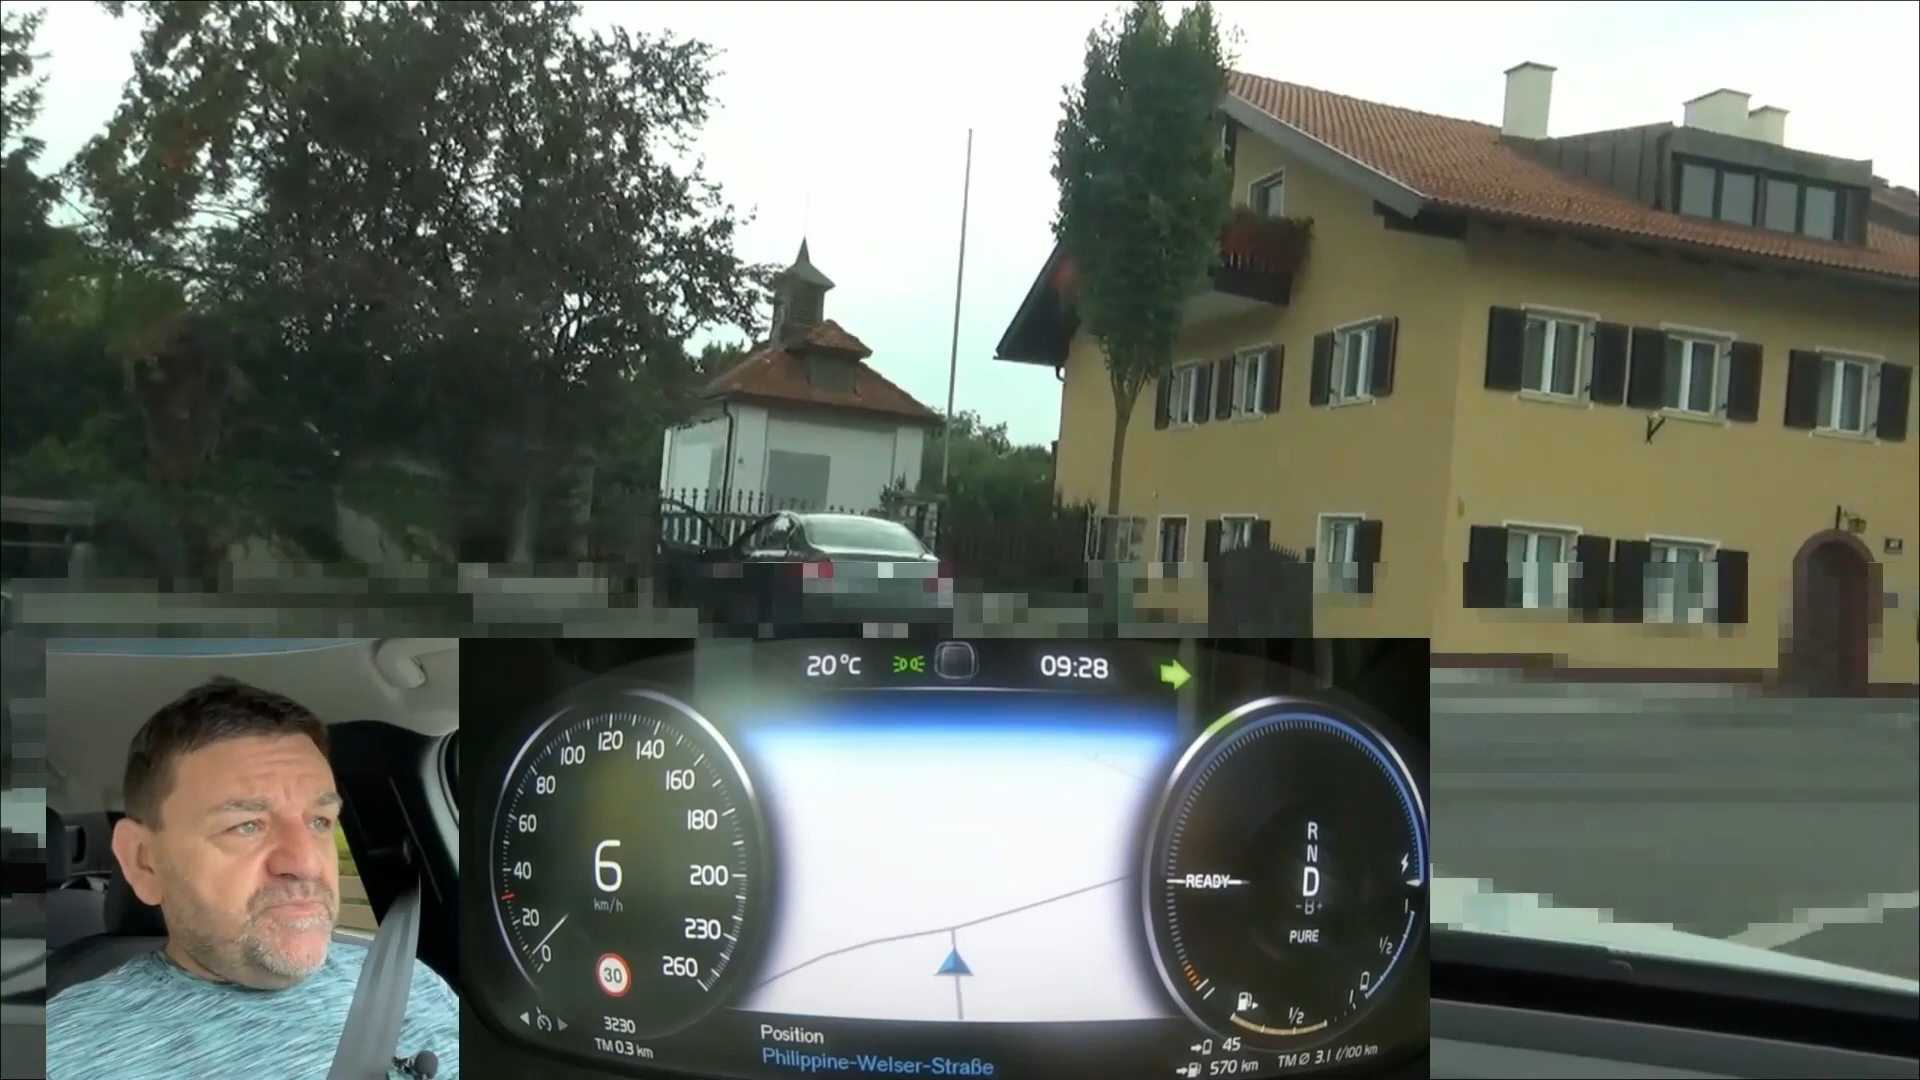 20°C
09:28
0
20
40
60
80
100
120
140
160
180
200
230
260
6
km/h
30
3230
TM 0.3 km
Position
Philippine-Welser-Straße
READY
R
N
D
-B+
PURE
1
1/2
1/2
1
45
570 km
TM Ø 3.1 l/100 km